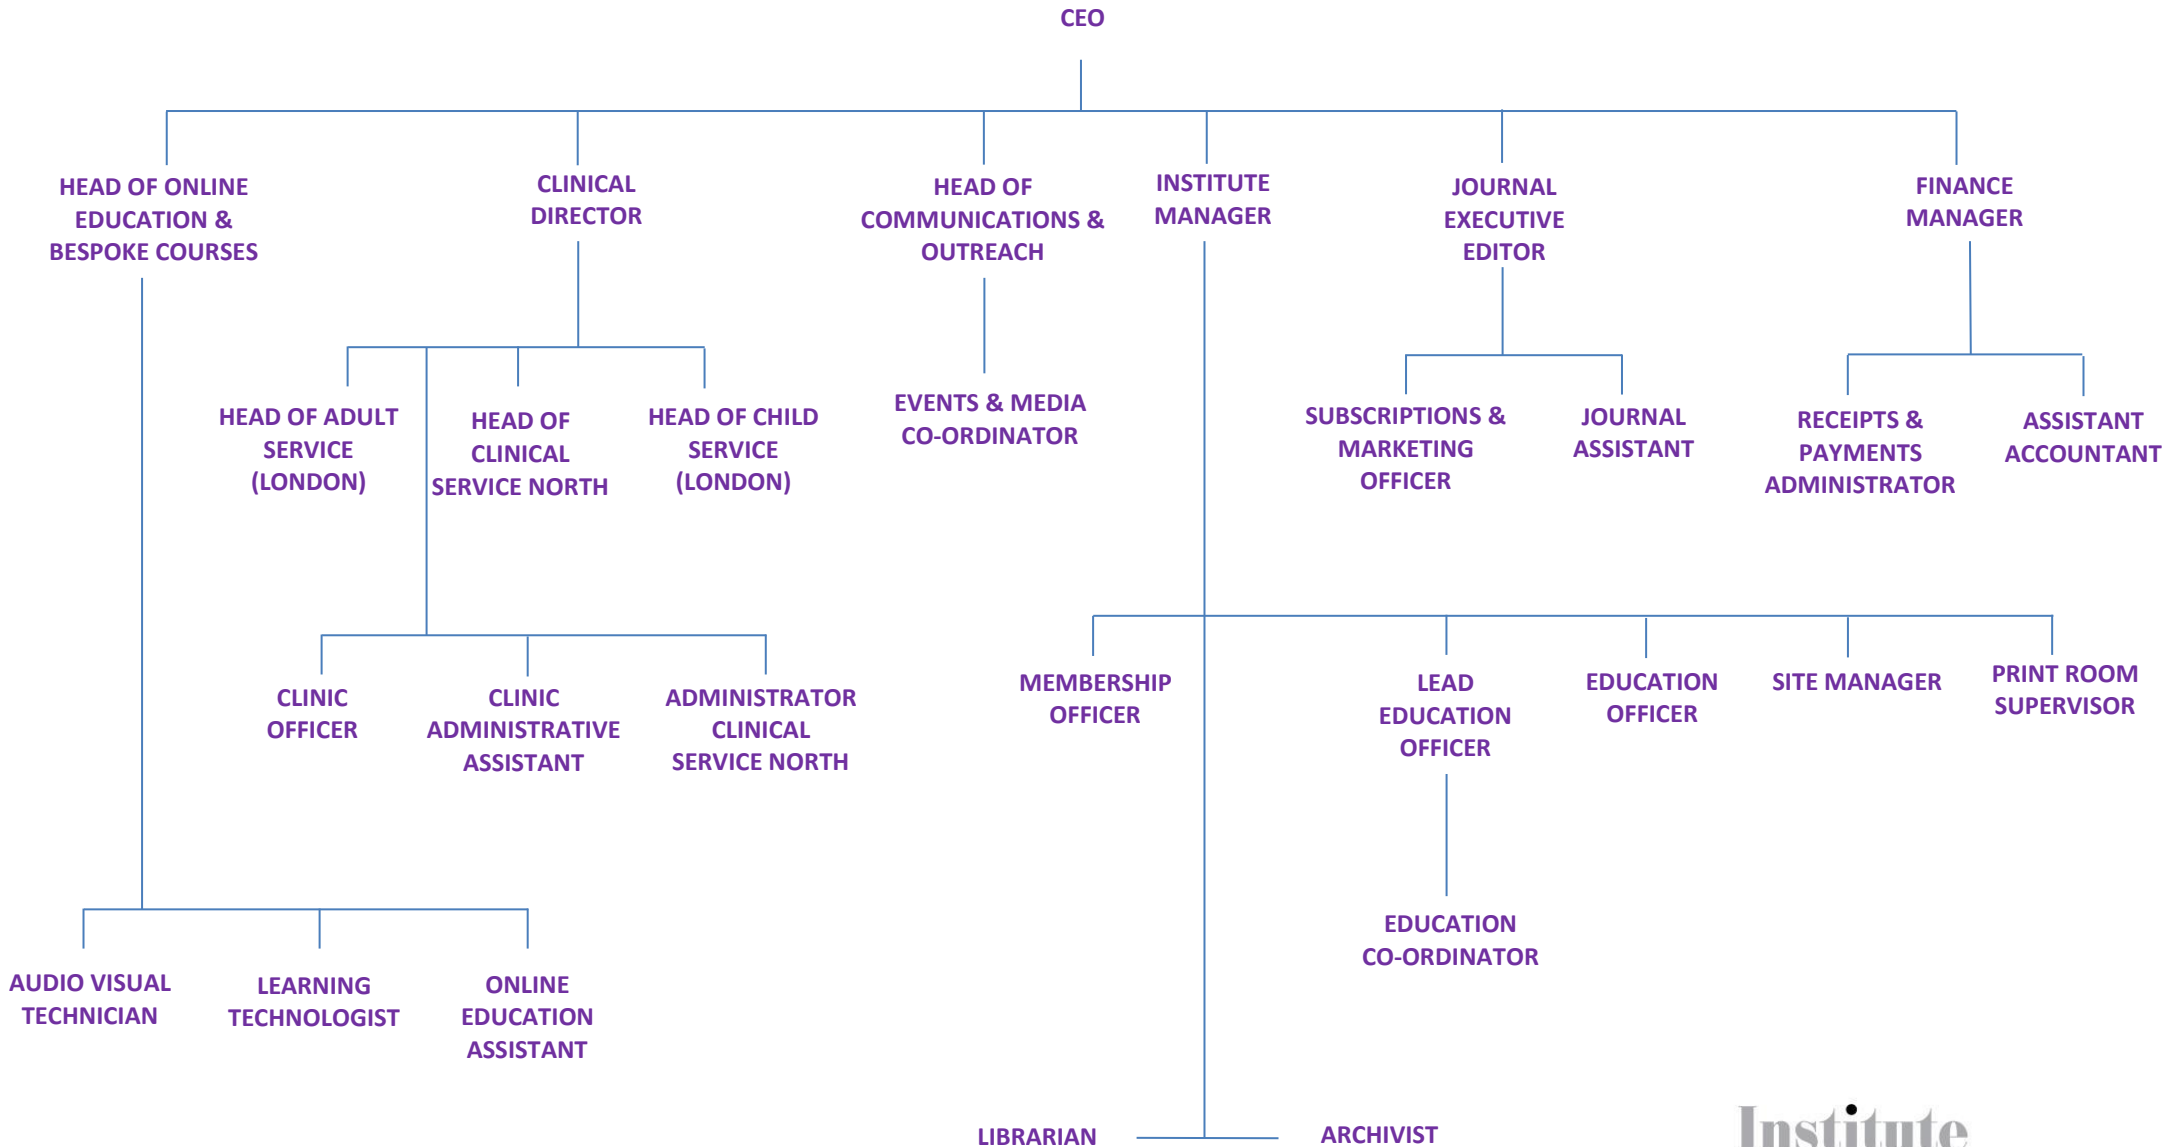 CEO
HEAD OF ONLINE
EDUCATION &
BESPOKE COURSES
CLINICAL
DIRECTOR
HEAD OF
COMMUNICATIONS &
OUTREACH
INSTITUTE
MANAGER
JOURNAL
EXECUTIVE
EDITOR
FINANCE
MANAGER
HEAD OF ADULT
SERVICE
(LONDON)
HEAD OF
CLINICAL
SERVICE NORTH
HEAD OF CHILD
SERVICE
(LONDON)
EVENTS & MEDIA
CO-ORDINATOR
SUBSCRIPTIONS &
MARKETING
OFFICER
JOURNAL
ASSISTANT
RECEIPTS &
PAYMENTS
ADMINISTRATOR
ASSISTANT
ACCOUNTANT
CLINIC
OFFICER
CLINIC
ADMINISTRATIVE
ASSISTANT
ADMINISTRATOR
CLINICAL
SERVICE NORTH
MEMBERSHIP
OFFICER
LEAD
EDUCATION
OFFICER
EDUCATION
OFFICER
SITE MANAGER
PRINT ROOM
SUPERVISOR
EDUCATION
CO-ORDINATOR
AUDIO VISUAL
TECHNICIAN
LEARNING
TECHNOLOGIST
ONLINE
EDUCATION
ASSISTANT
LIBRARIAN
ARCHIVIST
Institute